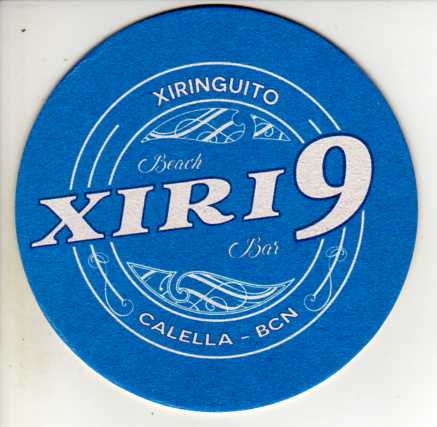 XIRINGUITO
Beach
XIRI9
Bar
CALELLA - BCN